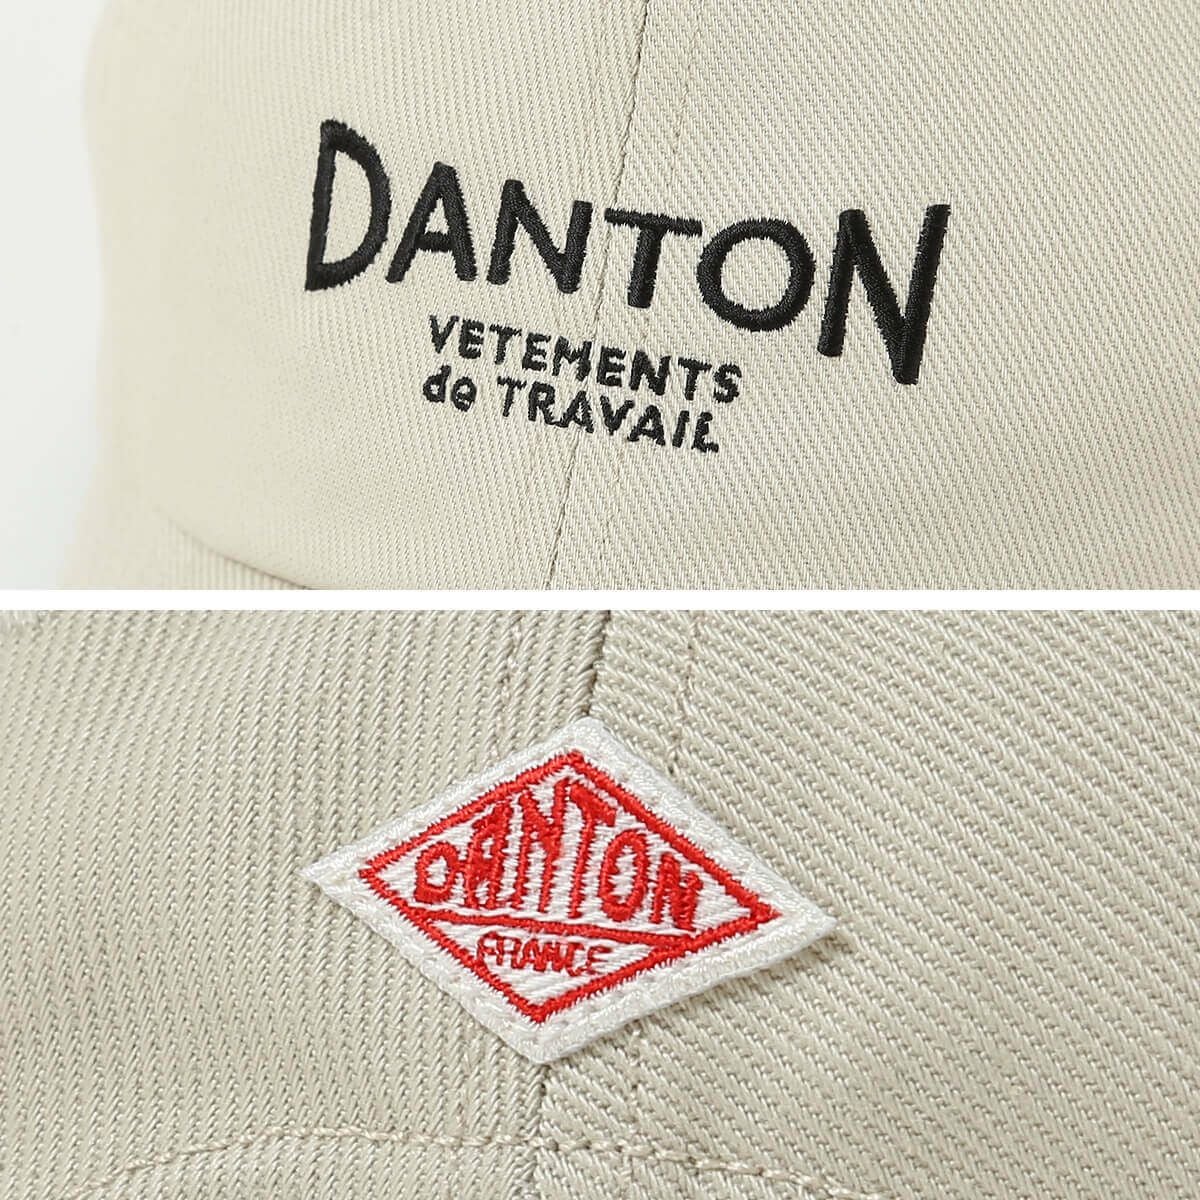 DANTON
VETEMENTS
de TRAVAIL
DANTON
FRANCE